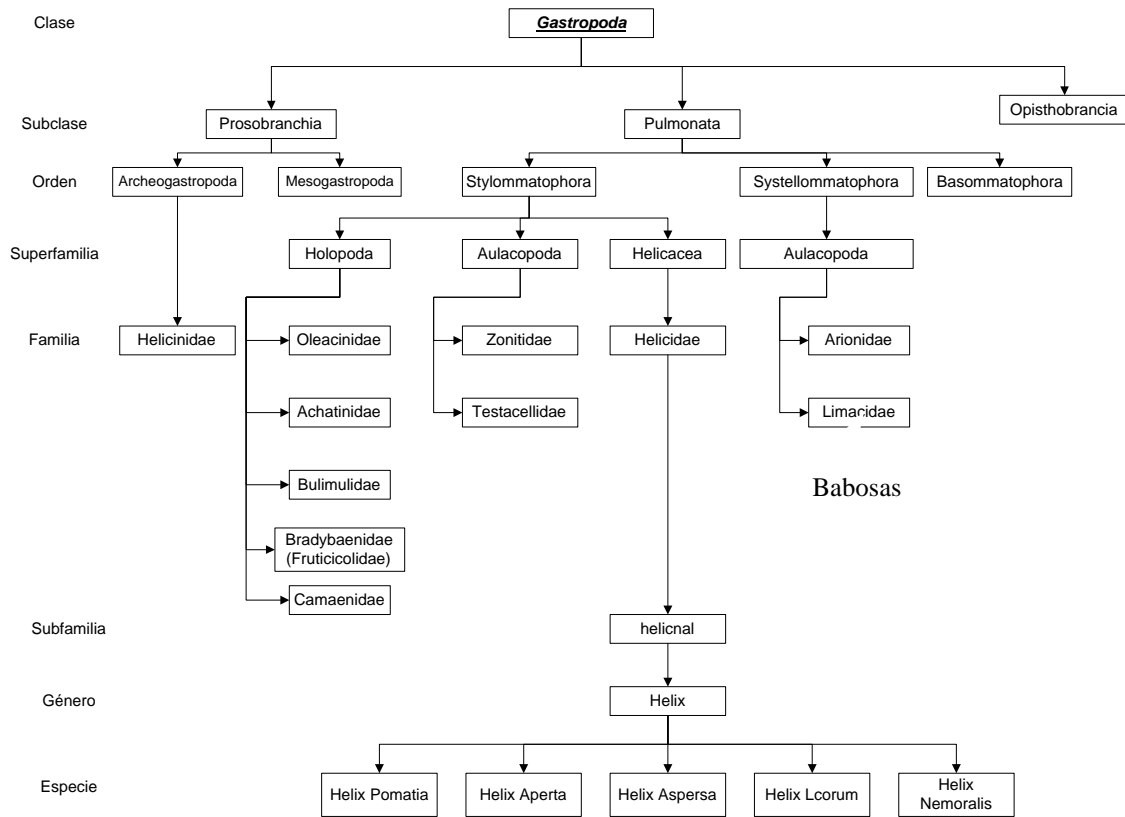 Clase
Gastropoda
Subclase
Prosobranchia
Pulmonata
Opisthobrancia
Orden
Archeogastropoda
Mesogastropoda
Stylommatophora
Systellommatophora
Basommatophora
Superfamilia
Holopoda
Aulacopoda
Helicacea
Aulacopoda
Familia
Helicinidae
Oleacinidae
Zonitidae
Helicidae
Arionidae
Achatinidae
Testacellidae
Limacidae
Babosas
Bulimulidae
Bradybaenidae
(Fruticicolidae)
Camaenidae
Subfamilia
helicnal
Género
Helix
Especie
Helix Pomatia
Helix Aperta
Helix Aspersa
Helix Lcorum
Helix
Nemoralis